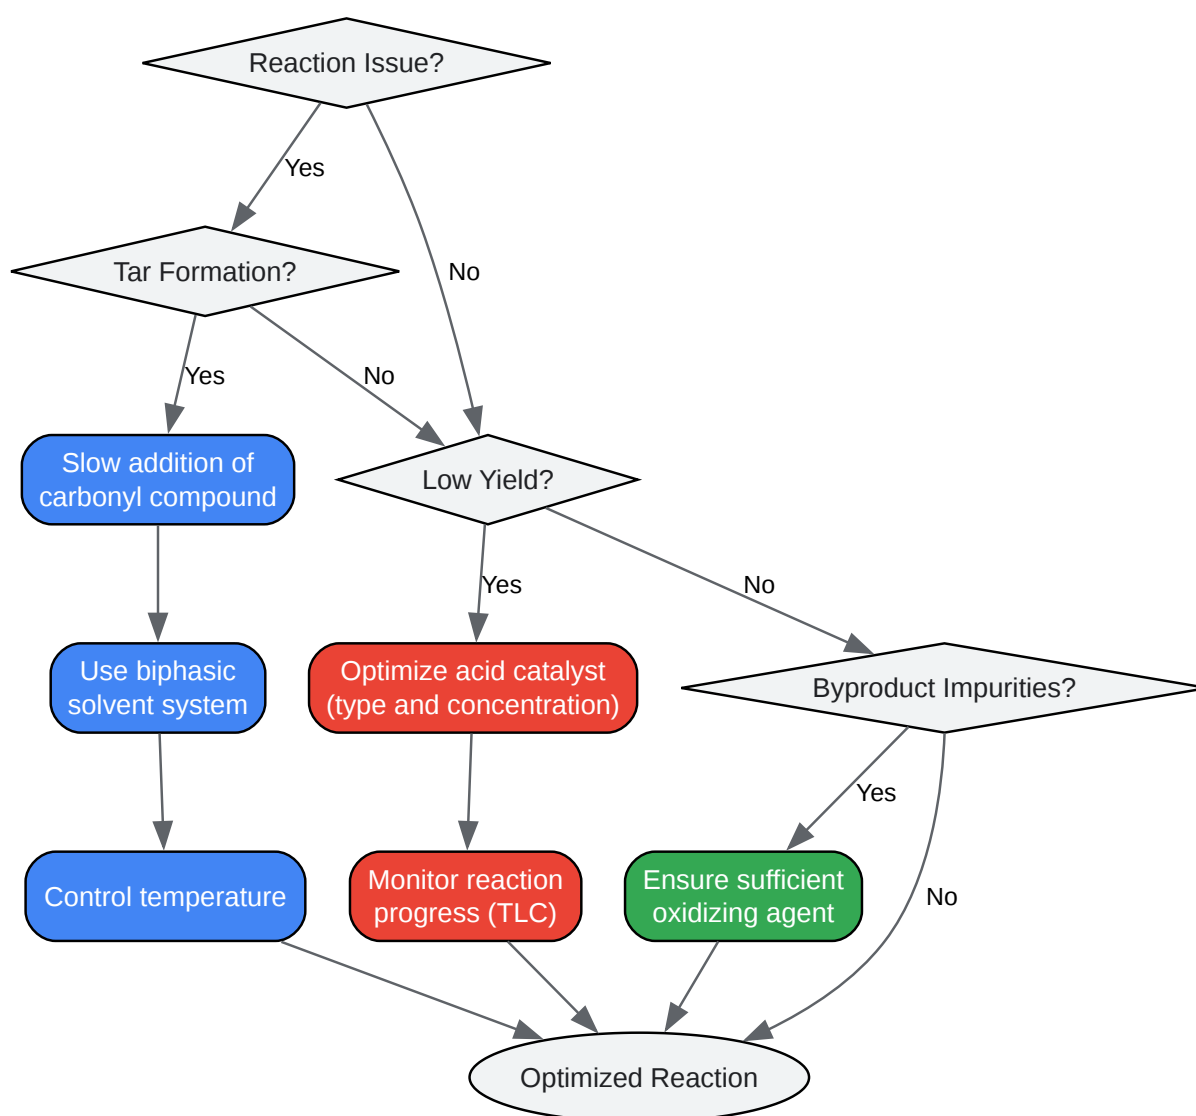 Reaction Issue?
Yes
Tar Formation?
No
Yes
No
Slow addition of
carbonyl compound
Low Yield?
Yes
No
Use biphasic
solvent system
Optimize acid catalyst
(type and concentration)
Byproduct Impurities?
Yes
Control temperature
Monitor reaction
progress (TLC)
Ensure sufficient
oxidizing agent
No
Optimized Reaction